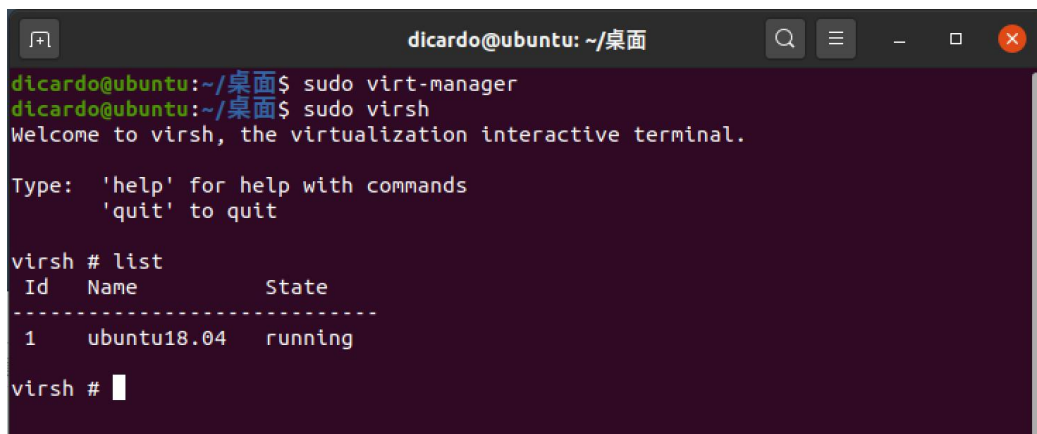 dicardo@ubuntu: ~/桌面
dicardo@ubuntu:~/桌面$ sudo virt-manager
dicardo@ubuntu:~/桌面$ sudo virsh
Welcome to virsh, the virtualization interactive terminal.
Type:  'help' for help with commands
       'quit' to quit
virsh # list
 Id   Name          State
-----------------------------
 1    ubuntu18.04   running
virsh #